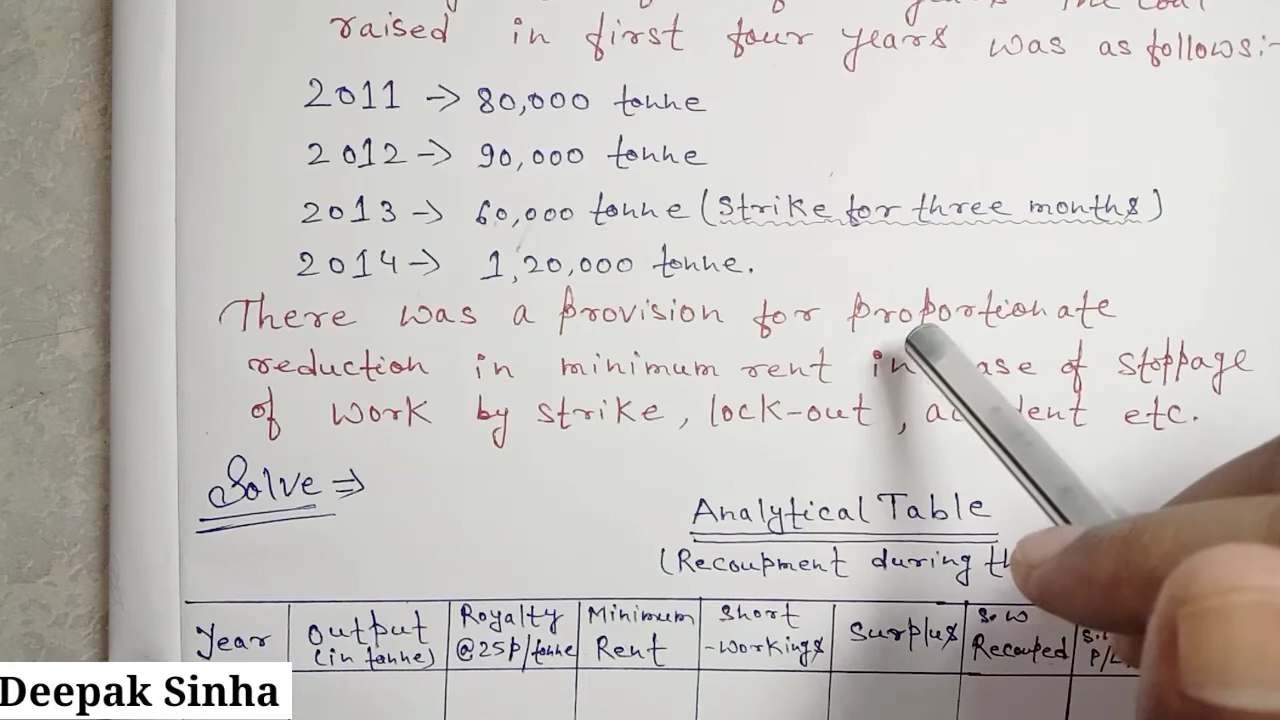 raised in first four years was as follows:-
2011 → 80,000 tonne
2012 → 90,000 tonne
2013 → 60,000 tonne (Strike for three months)
2014 → 1,20,000 tonne.
There was a provision for proportionate
reduction in minimum rent in ase of stoppage
of work by strike, lock-out, a dent etc.
Solve ⇒
Analytical Table
(Recoupment during th
Year
Output (in tonne)
Royalty @25P/tonne
Minimum Rent
Short -workings
Surplus
S.W Recouped
P/L
Deepak Sinha